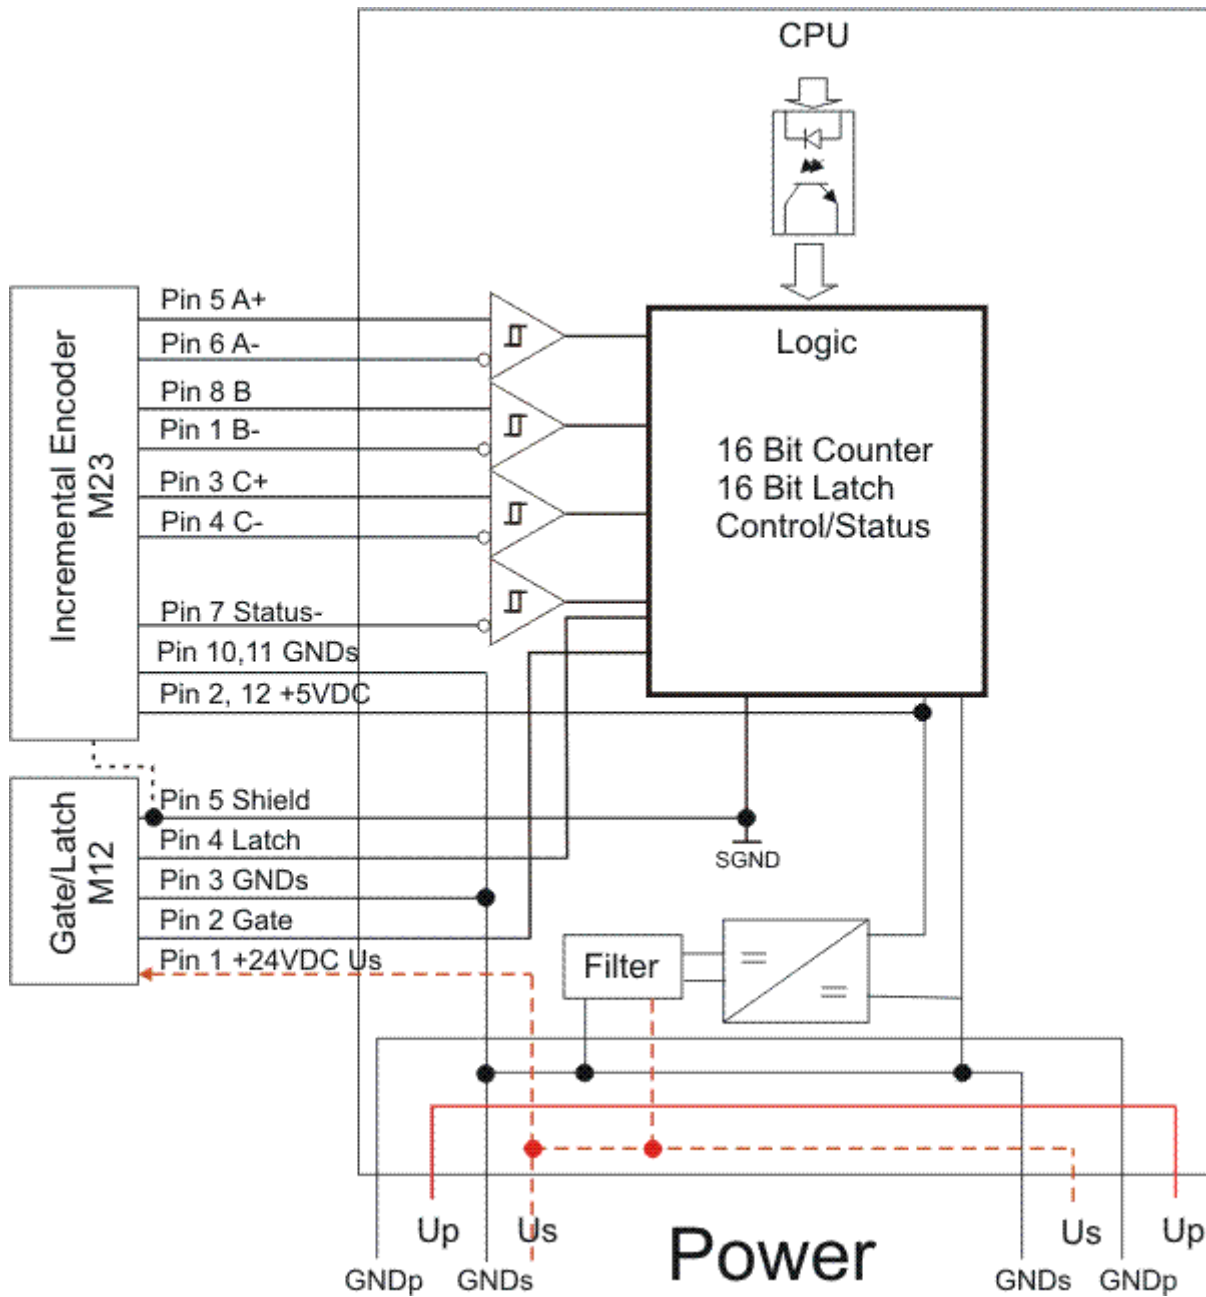 CPU
Incremental Encoder
M23
Pin 5 A+
Pin 6 A-
Pin 8 B
Pin 1 B-
Pin 3 C+
Pin 4 C-
Pin 7 Status-
Pin 10,11 GNDs
Pin 2, 12 +5VDC
Logic
16 Bit Counter
16 Bit Latch
Control/Status
Gate/Latch
M12
Pin 5 Shield
Pin 4 Latch
Pin 3 GNDs
Pin 2 Gate
Pin 1 +24VDC Us
SGND
Filter
Up
Us
Power
Us
Up
GNDp
GNDs
GNDs
GNDp